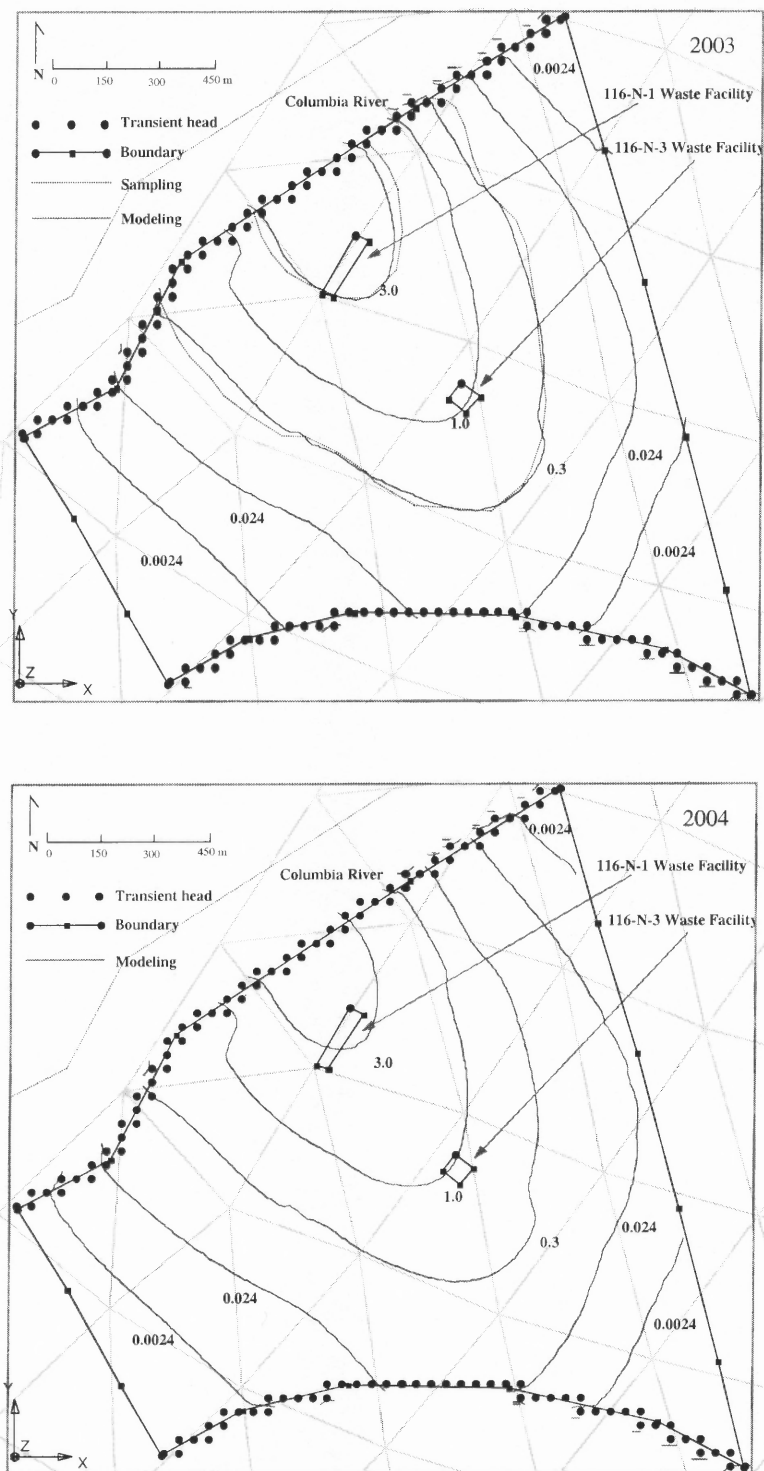 2003
N
0 150 300 450 m
Columbia River
116-N-1 Waste Facility
Transient head
Boundary
116-N-3 Waste Facility
Sampling
Modeling
0.0024
3.0
1.0
0.3
0.024
0.024
0.0024
0.0024
Y
Z
X
2004
N
0 150 300 450 m
Columbia River
116-N-1 Waste Facility
Transient head
Boundary
116-N-3 Waste Facility
Modeling
0.0024
3.0
1.0
0.3
0.024
0.024
0.0024
0.0024
Y
Z
X